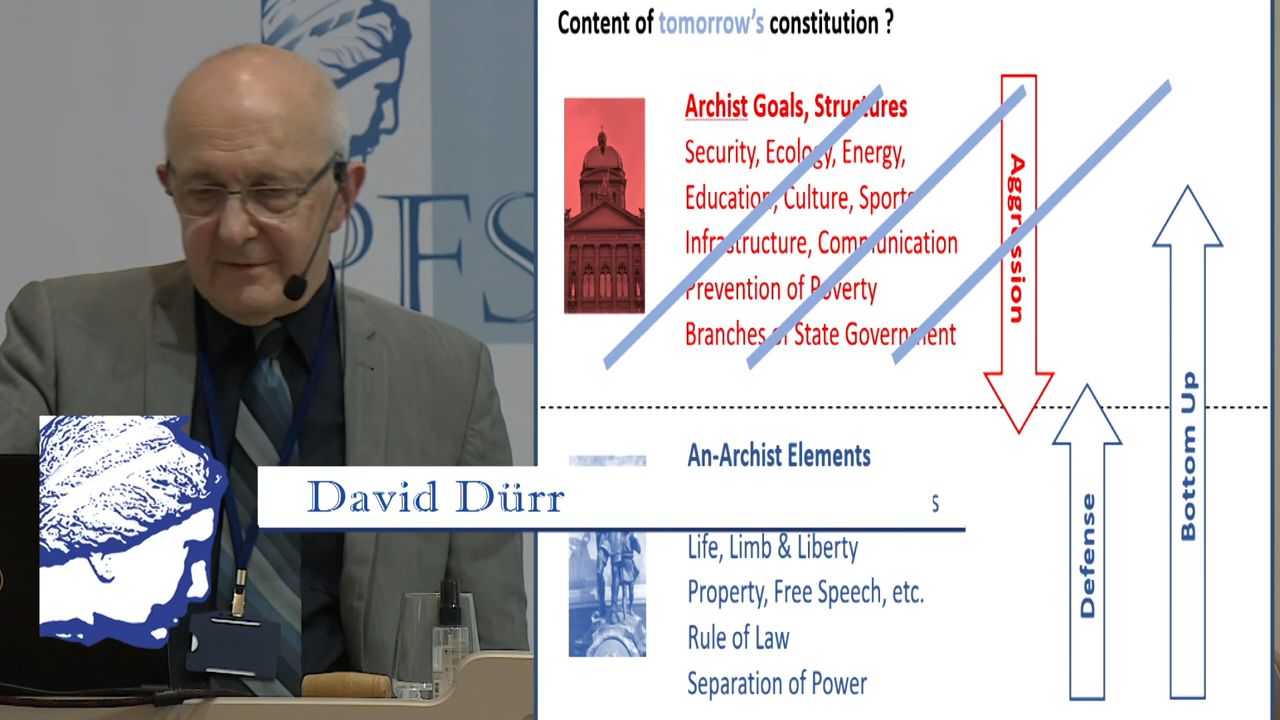 Content of tomorrow's constitution ?
Archist Goals, Structures
Security, Ecology, Energy,
Education, Culture, Sports
Infrastructure, Communication
Prevention of Poverty
Branches of State Government
Aggression
An-Archist Elements
s
Life, Limb & Liberty
Property, Free Speech, etc.
Rule of Law
Separation of Power
Defense
Bottom Up
PFS
David Dürr